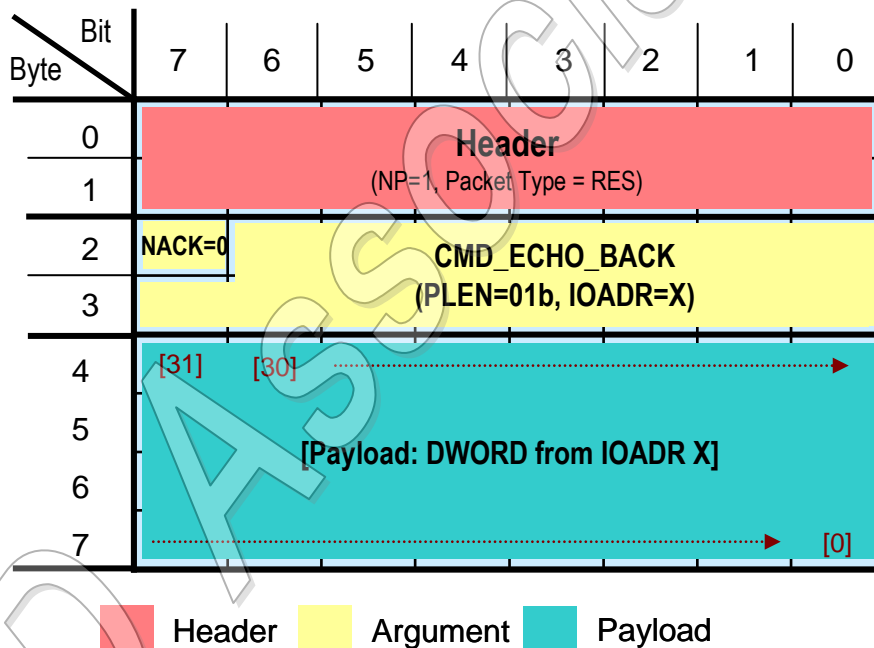 Bit
Byte 7 6 5 4 3 2 1 0
0
Header
1
(NP=1, Packet Type = RES)
2
NACK=0
CMD_ECHO_BACK
3
(PLEN=01b, IOADR=X)
4
[31] [30]
5
[Payload: DWORD from IOADR X]
6
7
[0]
Header Argument Payload